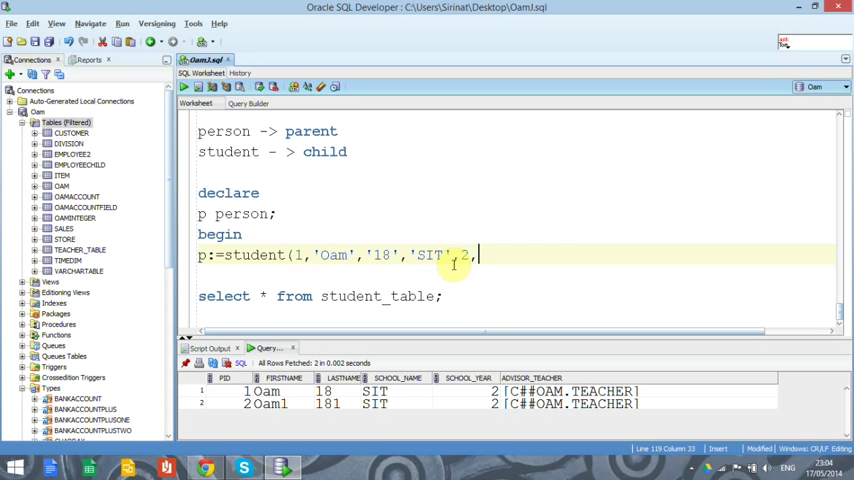 Oracle SQL Developer : C:\Users\Sirinat\Desktop\OamJ.sql
File Edit View Navigate Run Versioning Tools Help
Connections Reports OamJ.sql
SQL Worksheet History
Worksheet Query Builder Oam
Connections
Auto-Generated Local Connections
Oam
Tables (Filtered)
CUSTOMER
DIVISION
EMPLOYEE2
EMPLOYEECHILD
ITEM
OAM
OAMACCOUNT
OAMACCOUNTFIELD
OAMINTEGER
SALES
STORE
TEACHER_TABLE
TIMEDIM
VARCHARTABLE
Views
Editioning Views
Indexes
Packages
Procedures
Functions
Queues
Queues Tables
Triggers
Crossedition Triggers
Types
BANKACCOUNT
BANKACCOUNTPLUS
BANKACCOUNTPLUSONE
BANKACCOUNTPLUSTWO
person -> parent
student - > child
declare
p person;
begin
p:=student(1,'Oam','18','SIT',2,
select * from student_table;
Script Output Query...
SQL All Rows Fetched: 2 in 0.002 seconds
PID FIRSTNAME LASTNAME SCHOOL_NAME SCHOOL_YEAR ADVISOR_TEACHER
1 1 Oam 18 SIT 2 [C##OAM.TEACHER]
2 2 Oam1 181 SIT 2 [C##OAM.TEACHER]
Line 119 Column 33 Insert Modified Windows: CR/LF Editing
ENG 23:04
17/05/2014